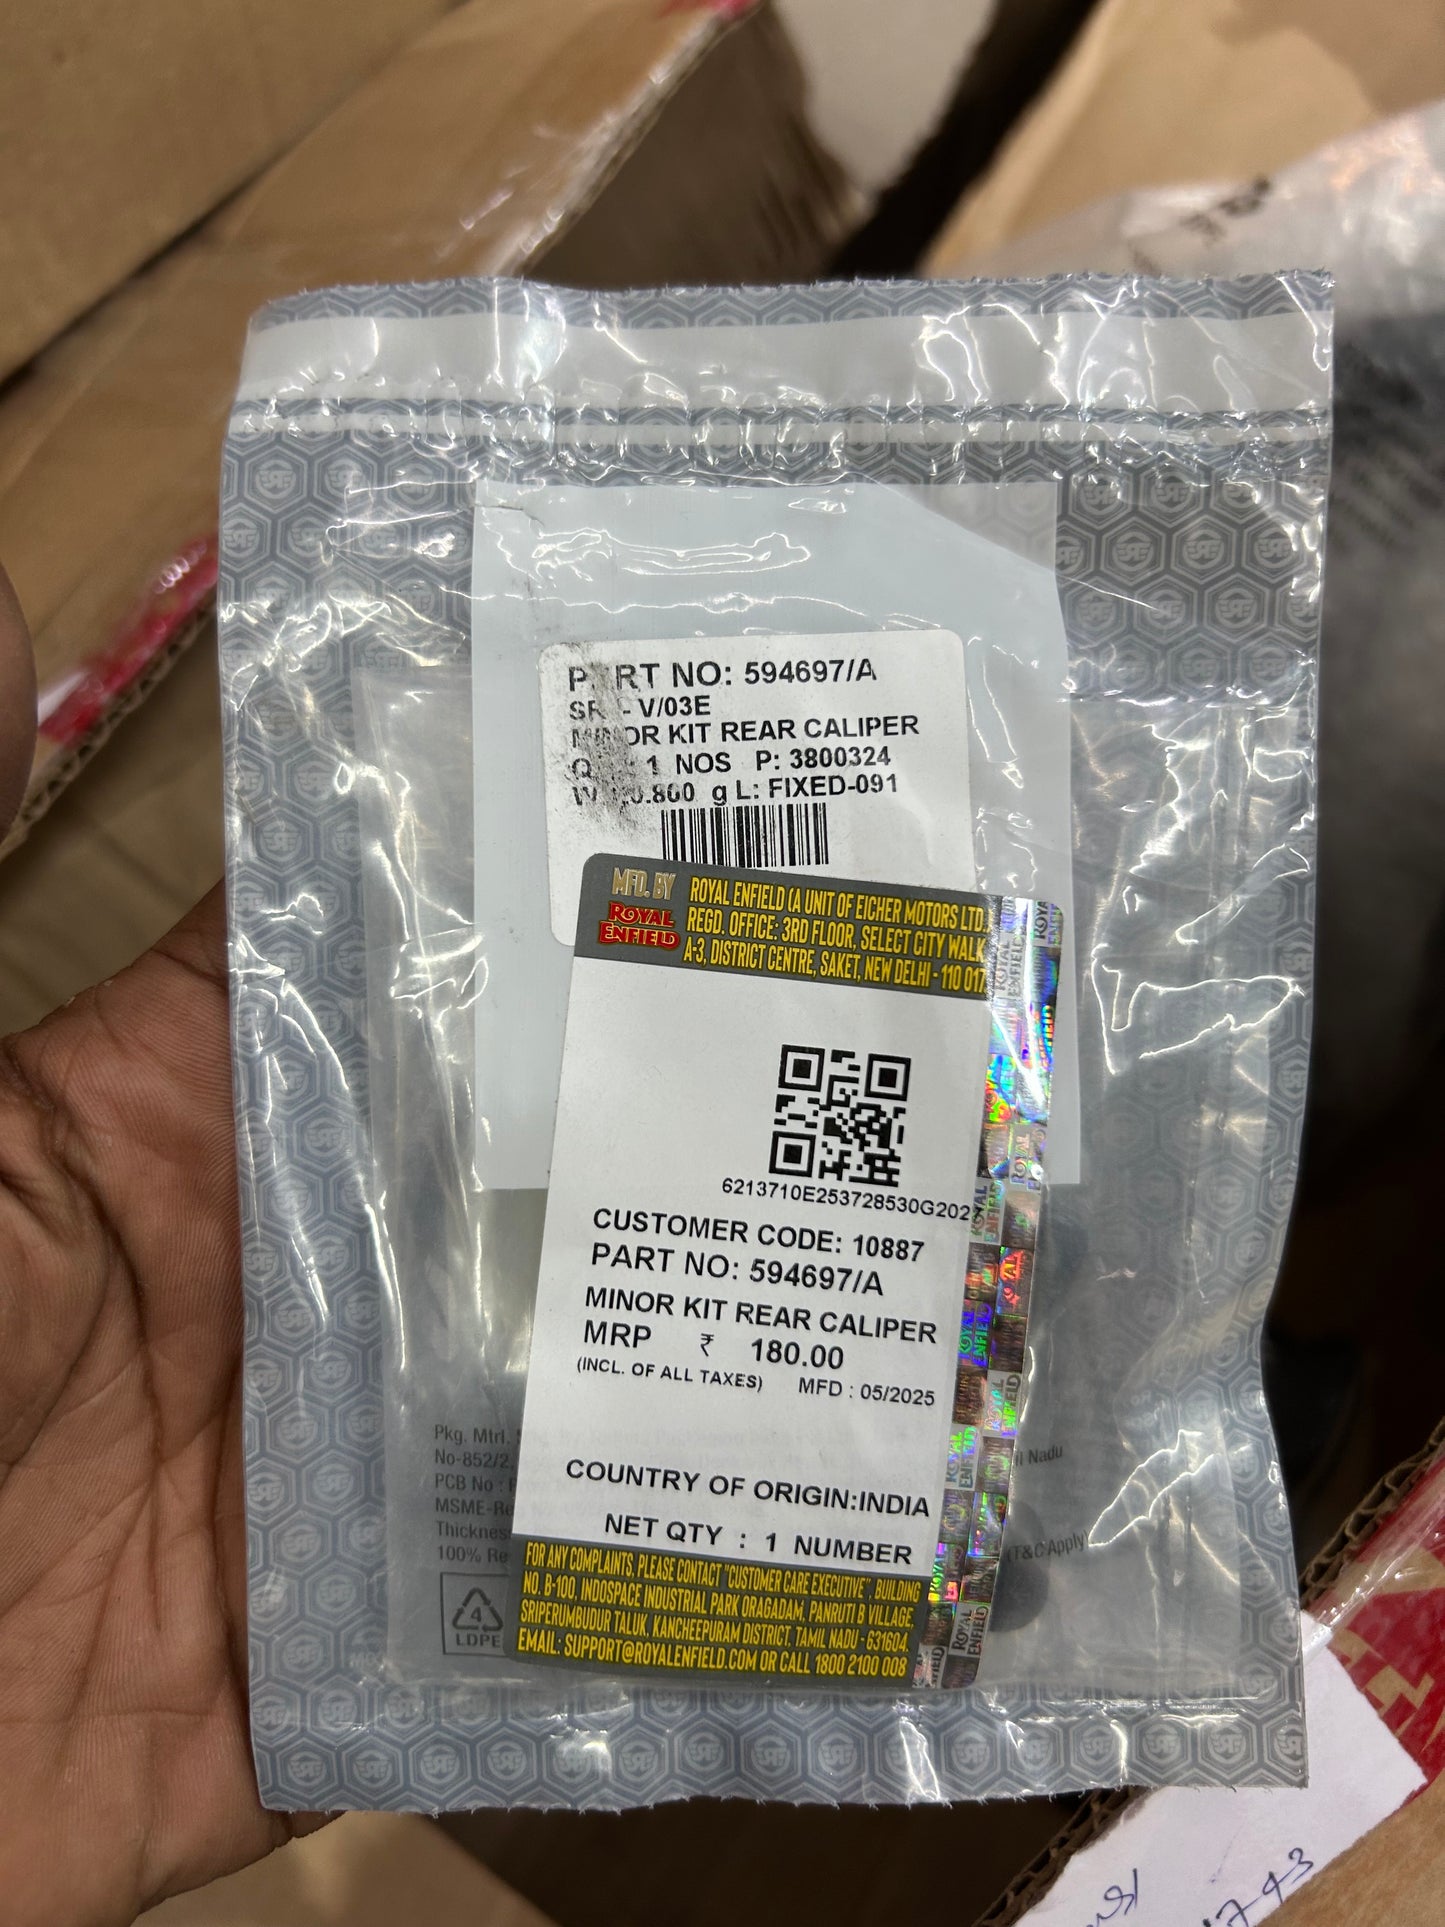 PART NO: 594697/A
- V/03E
MINOR KIT REAR CALIPER
1 NOS P: 3800324
g L: FIXED-091
MFD. BY
ROYAL ENFIELD
ROYAL ENFIELD (A UNIT OF EICHER MOTORS LTD.
REGD. OFFICE: 3RD FLOOR, SELECT CITY WALK
A-3, DISTRICT CENTRE, SAKET, NEW DELHI - 110 017
6213710E253728530G2027
CUSTOMER CODE: 10887
PART NO: 594697/A
MINOR KIT REAR CALIPER
MRP ₹ 180.00
(INCL. OF ALL TAXES) MFD : 05/2025
COUNTRY OF ORIGIN:INDIA
NET QTY : 1 NUMBER
FOR ANY COMPLAINTS, PLEASE CONTACT "CUSTOMER CARE EXECUTIVE", BUILDING
NO. B-100, INDOSPACE INDUSTRIAL PARK ORAGADAM, PANRUTI B VILLAGE,
SRIPERUMBUDUR TALUK, KANCHEEPURAM DISTRICT, TAMIL NADU - 631604.
EMAIL: SUPPORT@ROYALENFIELD.COM OR CALL 1800 2100 008
Pkg. Mtrl.
No-852/2
Nadu
PCB No :
MSME-Re
Thickness
100% Re
(T&C Apply)
4
LDPE